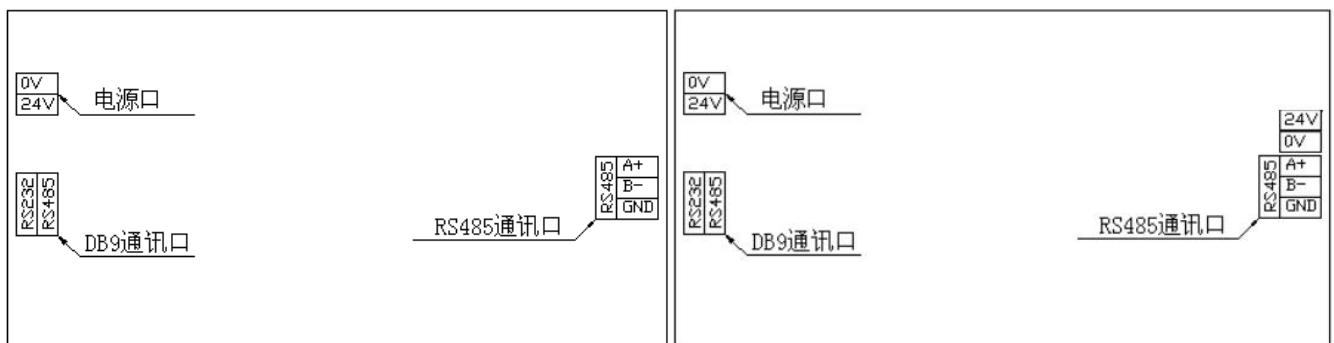 0V
24V
电源口
RS232
RS485
DB9通讯口
RS485
A+
B-
GND
RS485通讯口
0V
24V
电源口
RS232
RS485
DB9通讯口
24V
0V
RS485
A+
B-
GND
RS485通讯口